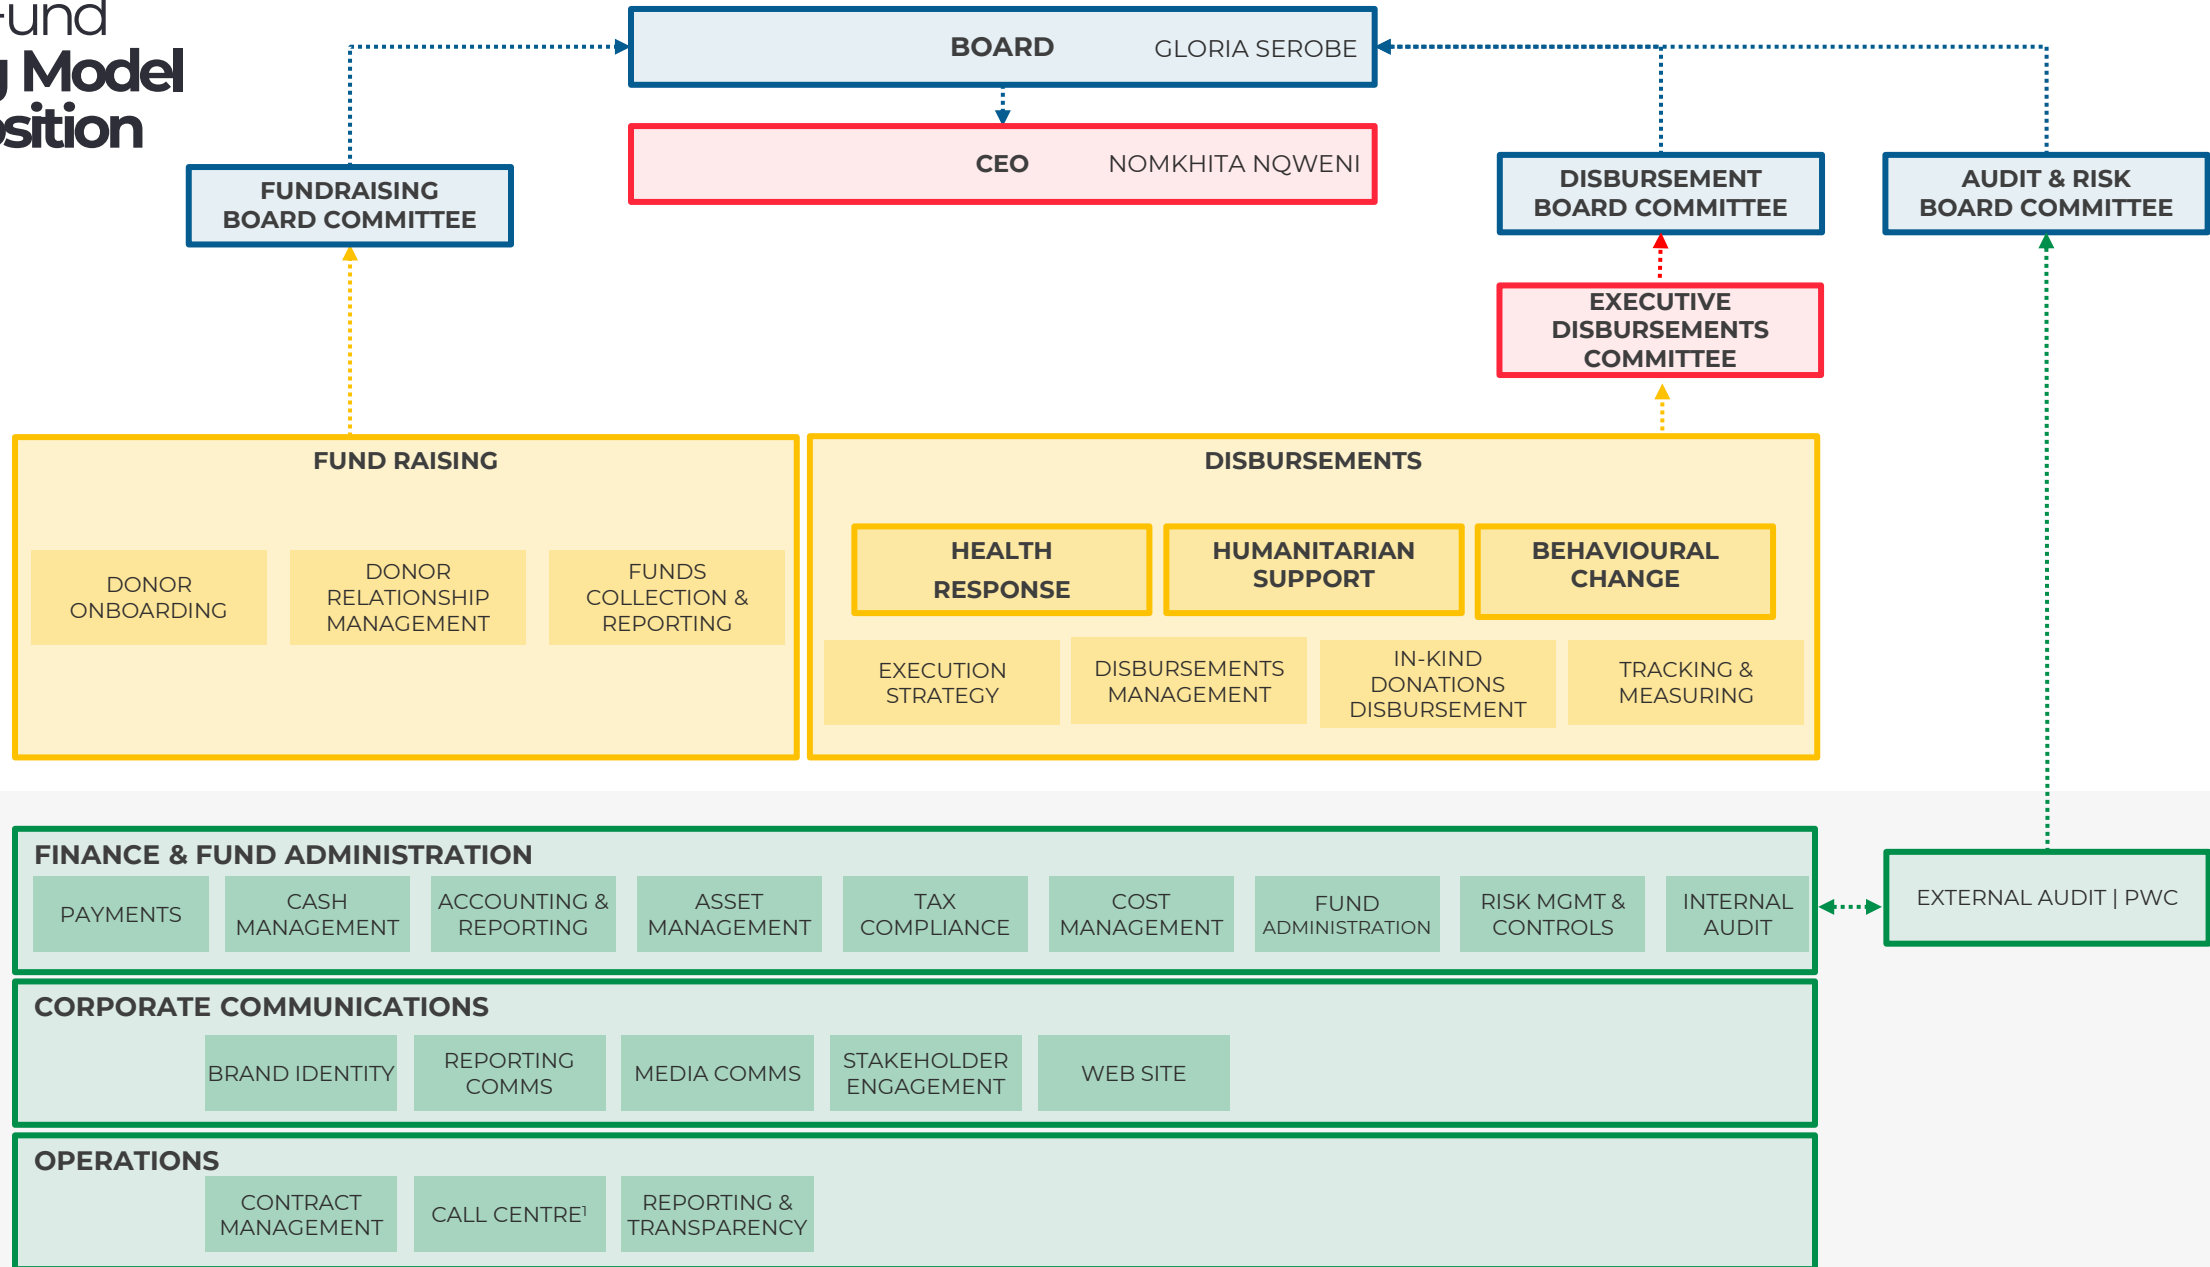 g Model
BOARD
GLORIA SEROBE
CEO
NOMKHITA NQWENI
FUNDRAISING
BOARD COMMITTEE
DISBURSEMENT
BOARD COMMITTEE
AUDIT & RISK
BOARD COMMITTEE
EXECUTIVE
DISBURSEMENTS
COMMITTEE
FUND RAISING
DONOR
ONBOARDING
DONOR
RELATIONSHIP
MANAGEMENT
FUNDS
COLLECTION &
REPORTING
DISBURSEMENTS
HEALTH
RESPONSE
HUMANITARIAN
SUPPORT
BEHAVIOURAL
CHANGE
EXECUTION
STRATEGY
DISBURSEMENTS
MANAGEMENT
IN-KIND
DONATIONS
DISBURSEMENT
TRACKING &
MEASURING
FINANCE & FUND ADMINISTRATION
PAYMENTS
CASH
MANAGEMENT
ACCOUNTING &
REPORTING
ASSET
MANAGEMENT
TAX
COMPLIANCE
COST
MANAGEMENT
FUND
ADMINISTRATION
RISK MGMT &
CONTROLS
INTERNAL
AUDIT
EXTERNAL AUDIT | PWC
CORPORATE COMMUNICATIONS
BRAND IDENTITY
REPORTING
COMMS
MEDIA COMMS
STAKEHOLDER
ENGAGEMENT
WEB SITE
OPERATIONS
CONTRACT
MANAGEMENT
CALL CENTRE¹
REPORTING &
TRANSPARENCY